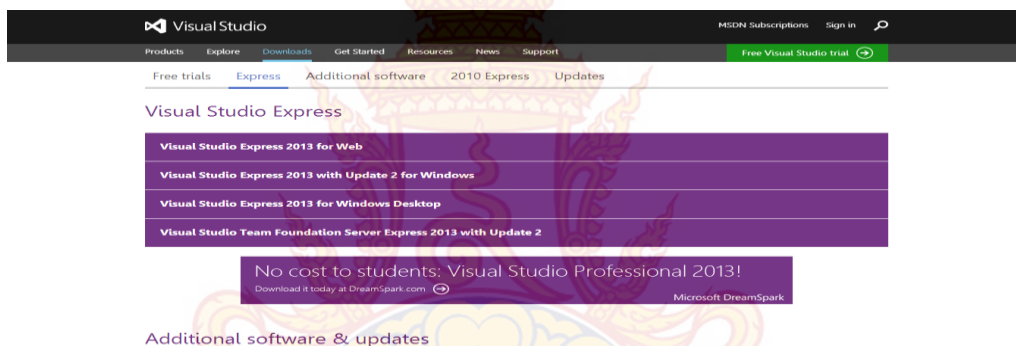 Visual Studio
MSDN Subscriptions Sign in
Products Explore Downloads Get Started Resources News Support
Free Visual Studio trial
Free trials Express Additional software 2010 Express Updates
Visual Studio Express
Visual Studio Express 2013 for Web
Visual Studio Express 2013 with Update 2 for Windows
Visual Studio Express 2013 for Windows Desktop
Visual Studio Team Foundation Server Express 2013 with Update 2
No cost to students: Visual Studio Professional 2013!
Download it today at DreamSpark.com
Microsoft DreamSpark
Additional software & updates